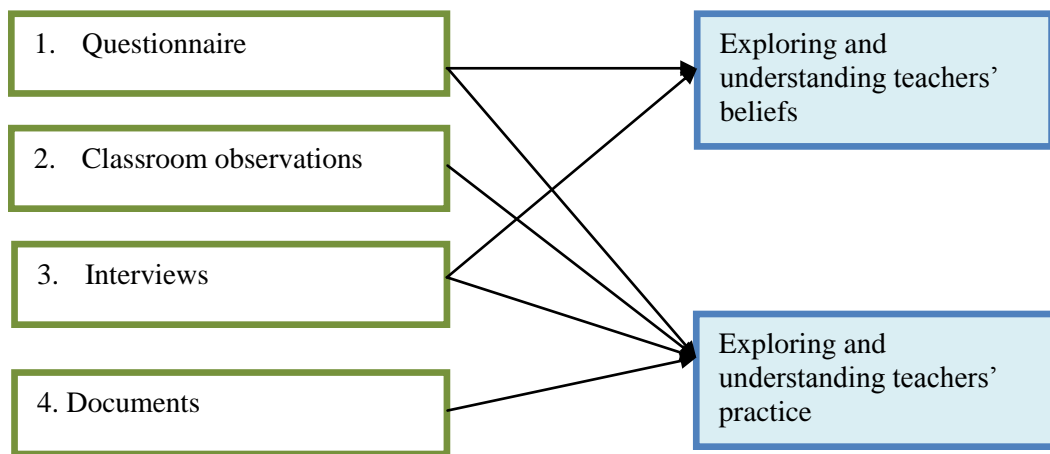 1. Questionnaire
2. Classroom observations
3. Interviews
4. Documents
Exploring and
understanding teachers’
beliefs
Exploring and
understanding teachers’
practice